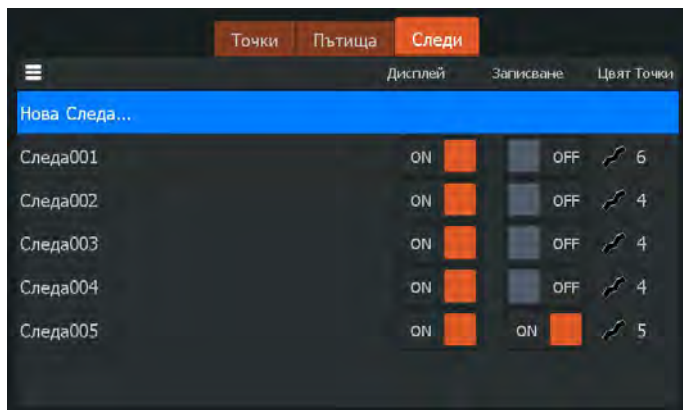 Точки Пътища Следи
Дисплей Записване Цвят Точки
Нова Следа...
Следа001 ON OFF 6
Следа002 ON OFF 4
Следа003 ON OFF 4
Следа004 ON OFF 4
Следа005 ON ON 5